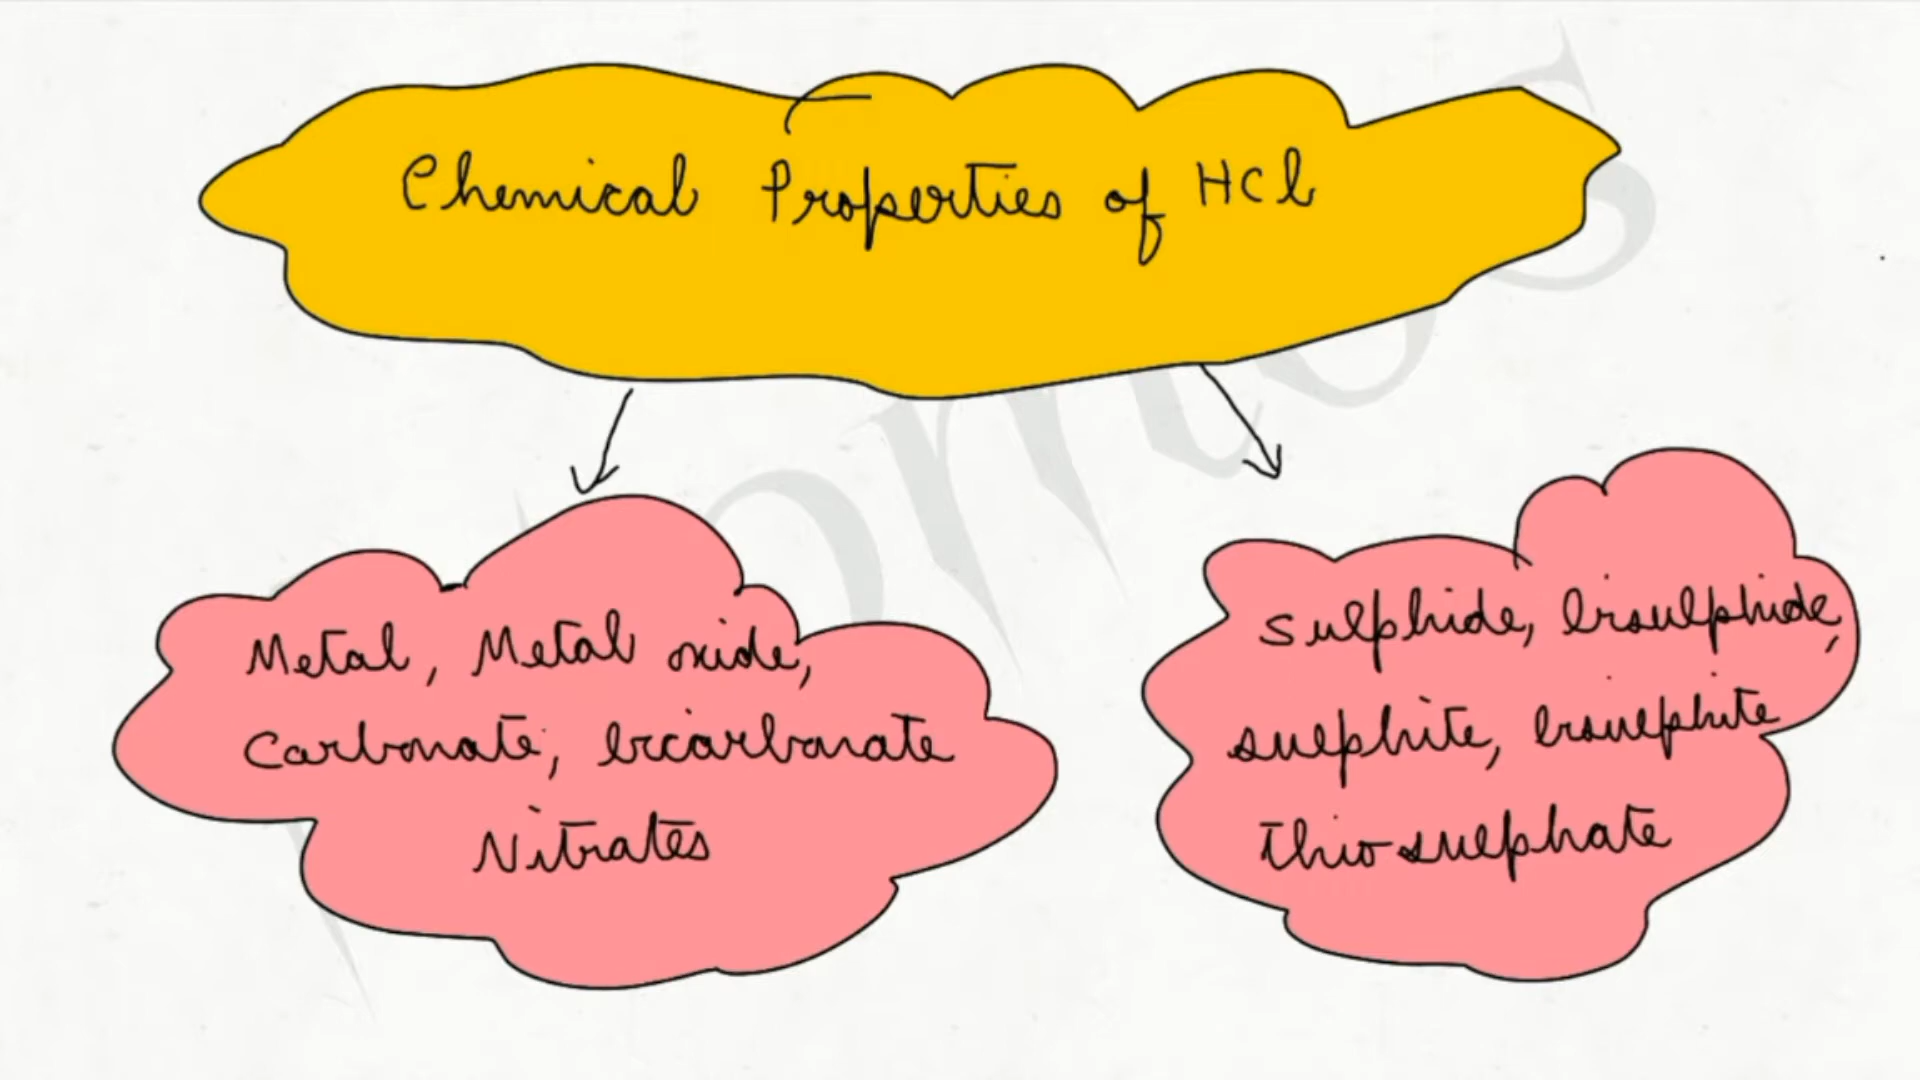 Chemical Properties of HCl
Metal, Metal oxide,
Carbonate, bicarbonate
Nitrates
sulphide, bisulphide,
sulphite, bisulphite
thiosulphate